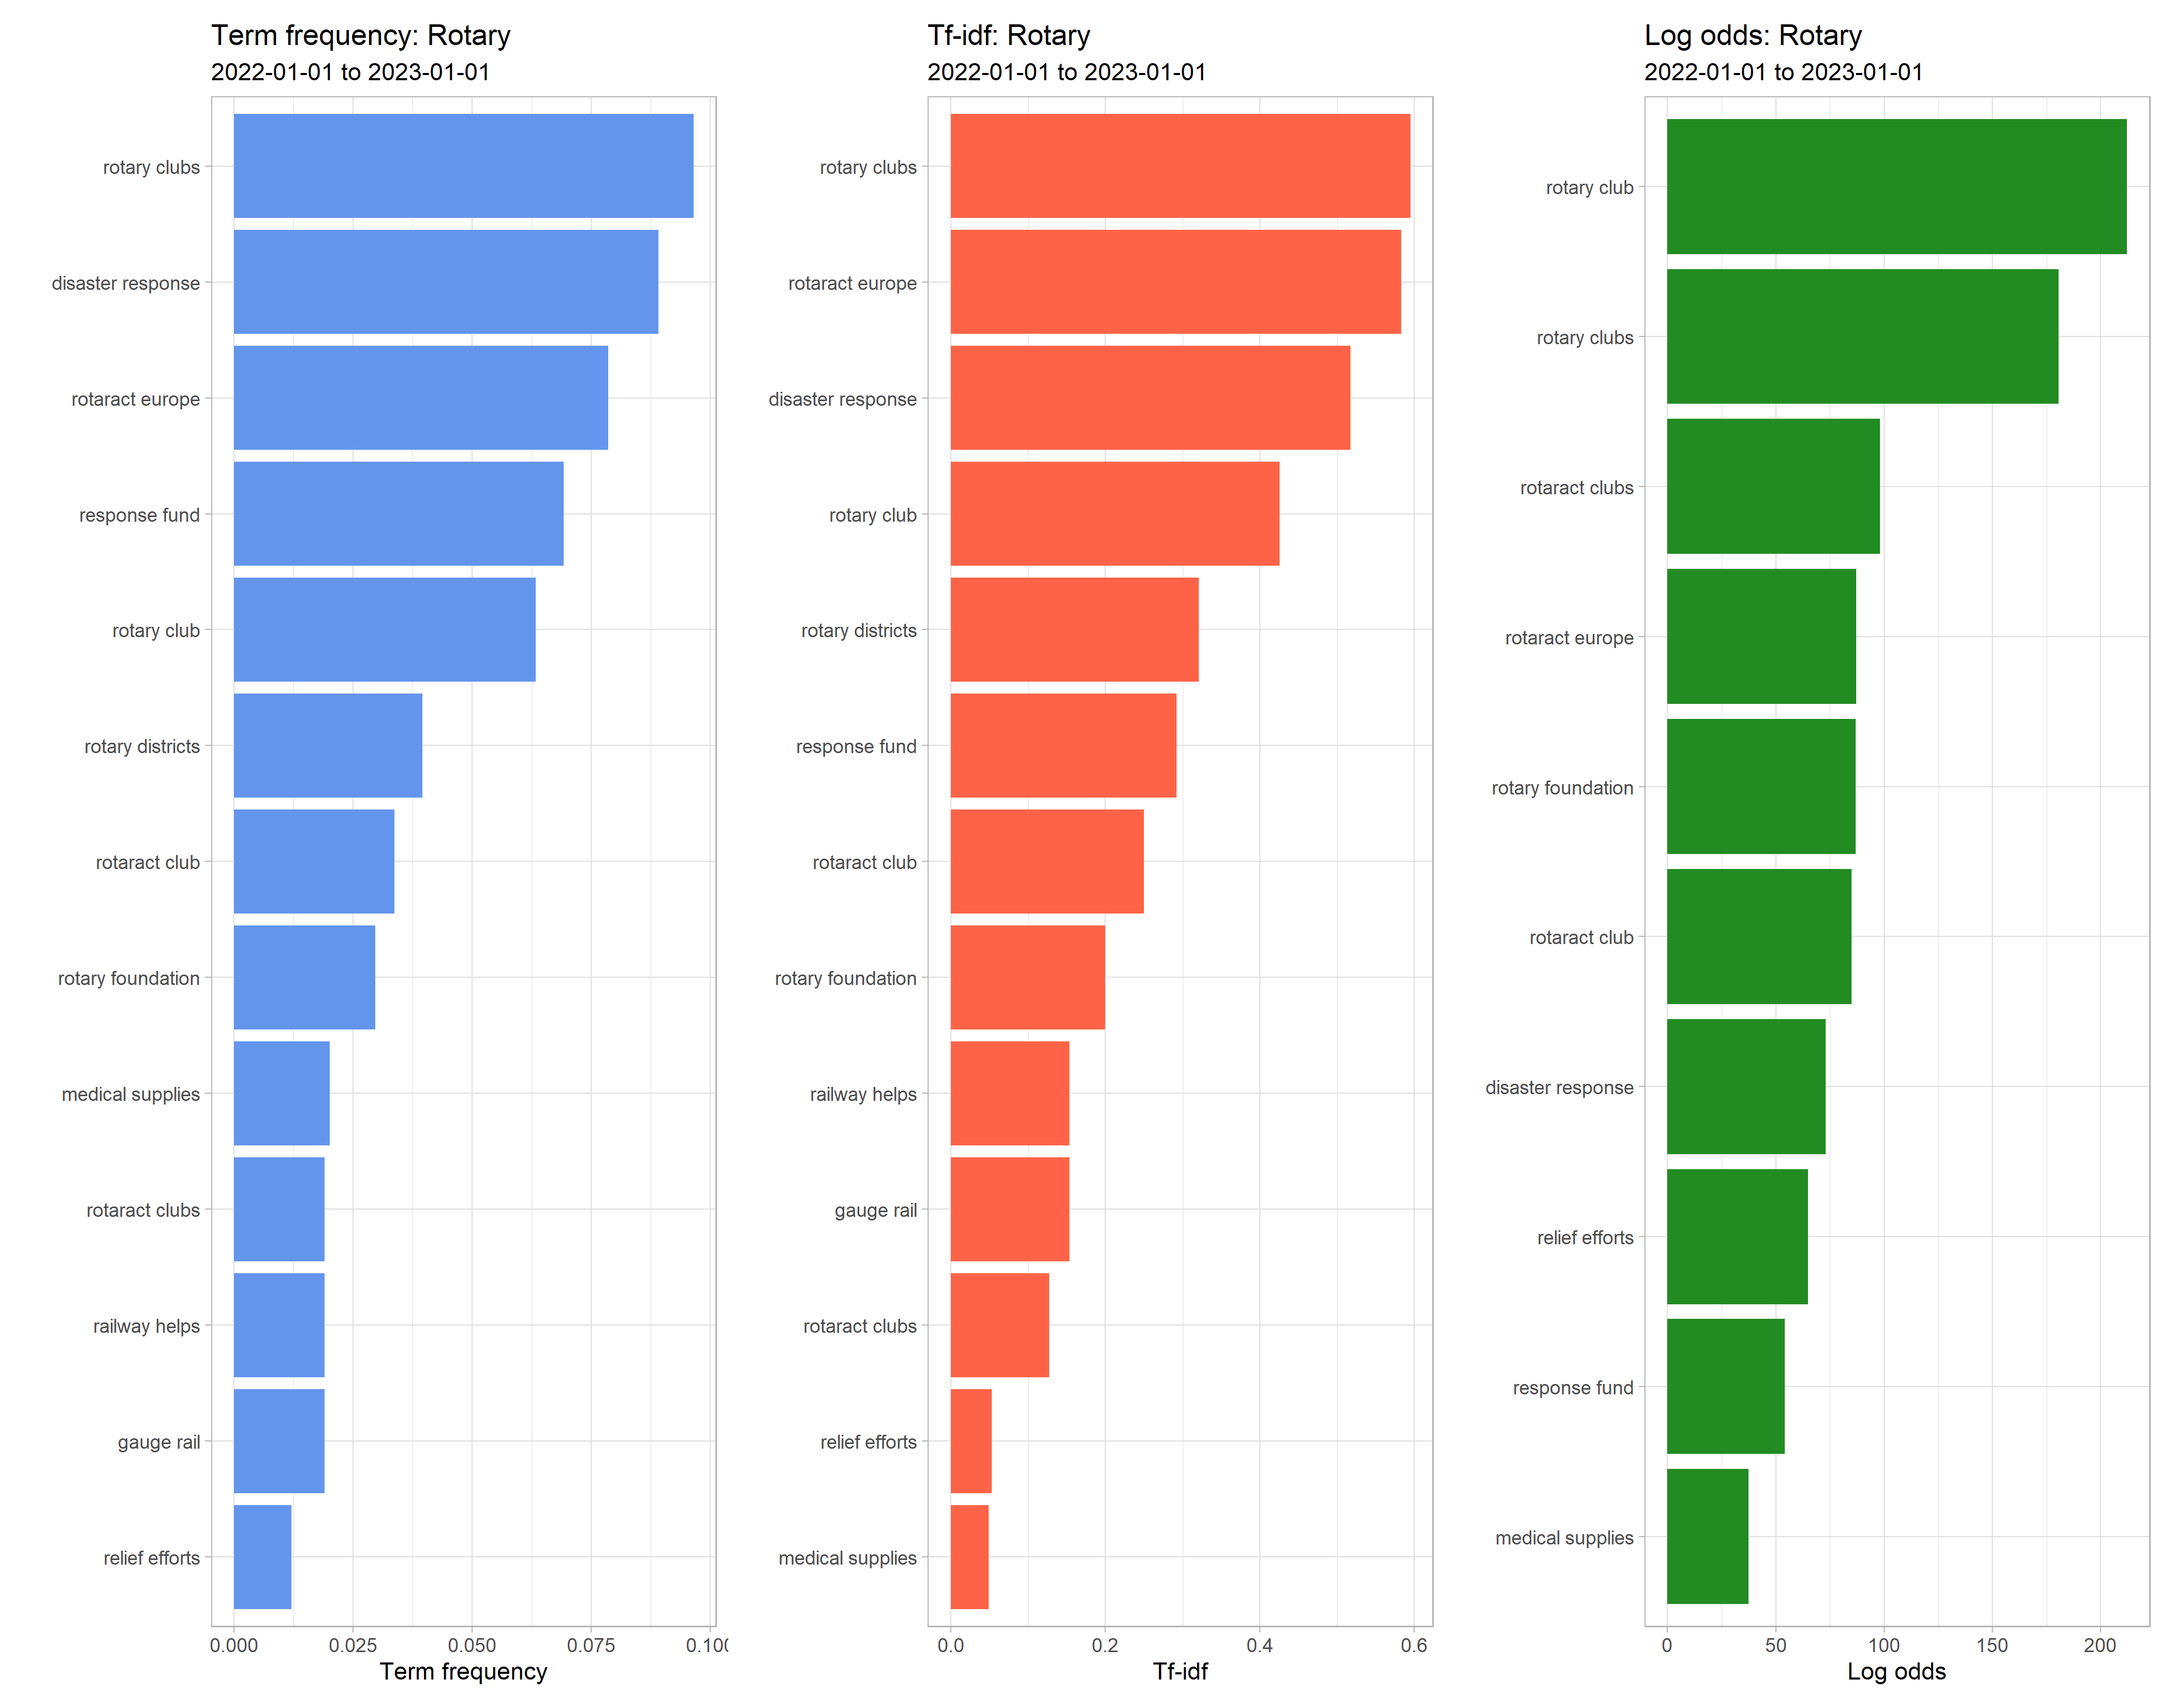 Term frequency: Rotary
2022-01-01 to 2023-01-01
rotary clubs
disaster response
rotaract europe
response fund
rotary club
rotary districts
rotaract club
rotary foundation
medical supplies
rotaract clubs
railway helps
gauge rail
relief efforts
0.000 0.025 0.050 0.075 0.100
Term frequency
Tf-idf: Rotary
2022-01-01 to 2023-01-01
rotary clubs
rotaract europe
disaster response
rotary club
rotary districts
response fund
rotaract club
rotary foundation
railway helps
gauge rail
rotaract clubs
relief efforts
medical supplies
0.0 0.2 0.4 0.6
Tf-idf
Log odds: Rotary
2022-01-01 to 2023-01-01
rotary club
rotary clubs
rotaract clubs
rotaract europe
rotary foundation
rotaract club
disaster response
relief efforts
response fund
medical supplies
0 50 100 150 200
Log odds